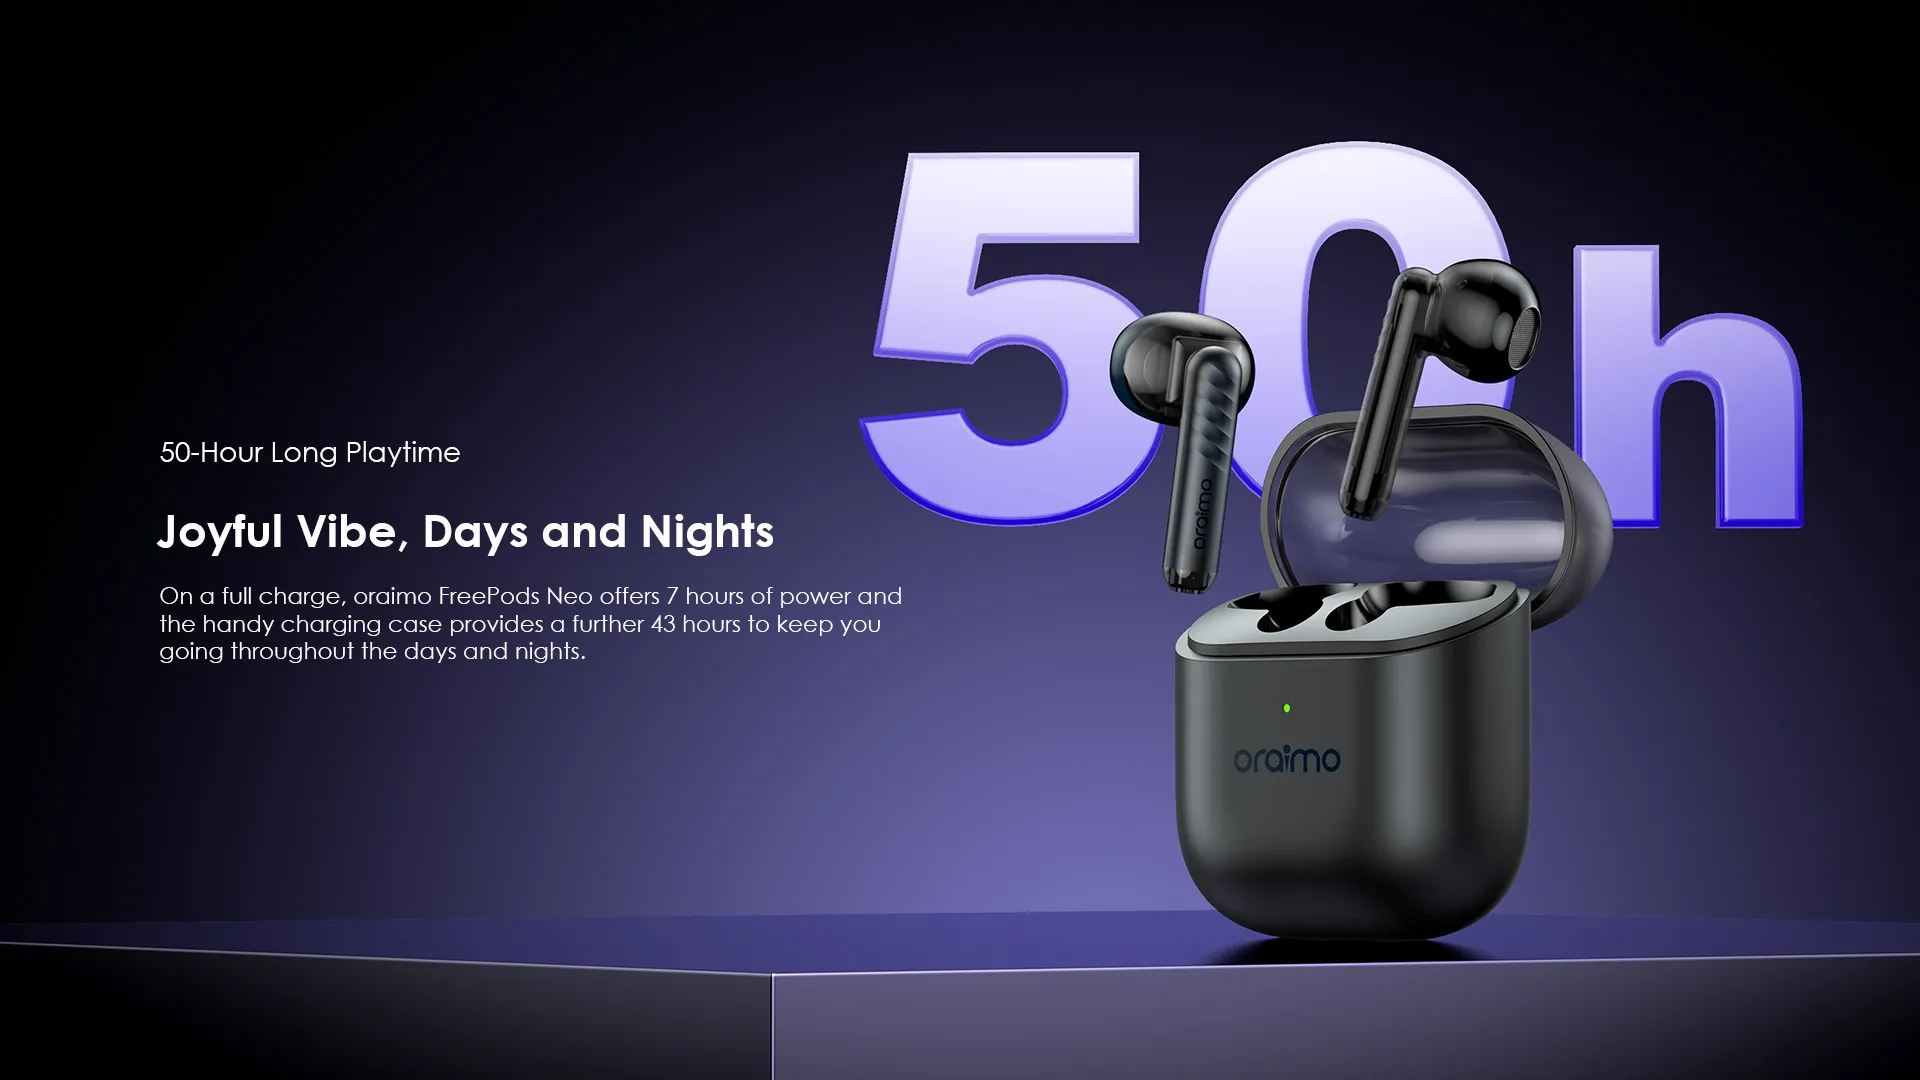 50h
50-Hour Long Playtime
Joyful Vibe, Days and Nights
On a full charge, oraimo FreePods Neo offers 7 hours of power and
the handy charging case provides a further 43 hours to keep you
going throughout the days and nights.
oraimo
oraimo